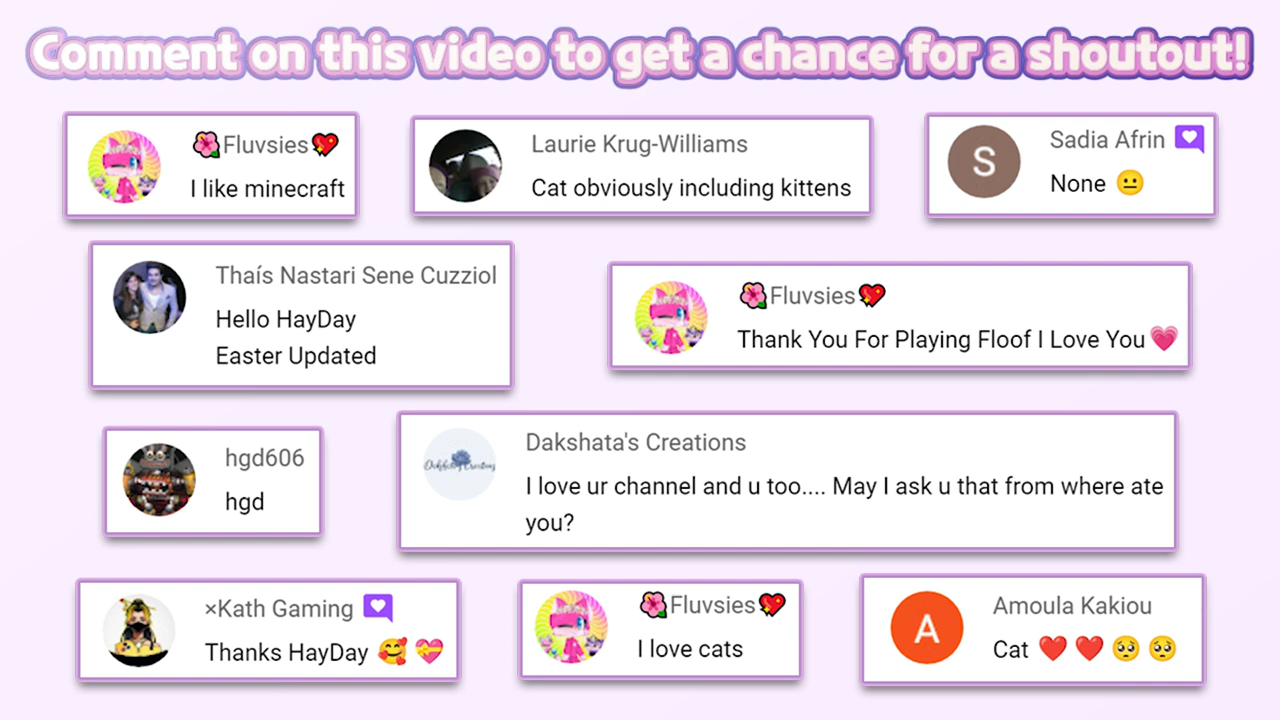 Comment on this video to get a chance for a shoutout!
🌺Fluvsies💖
I like minecraft
Laurie Krug-Williams
Cat obviously including kittens
S
Sadia Afrin
None 😐
Thaís Nastari Sene Cuzziol
Hello HayDay
Easter Updated
🌺Fluvsies💖
Thank You For Playing Floof I Love You 💗
hgd606
hgd
Dakshata's Creations
I love ur channel and u too.... May I ask u that from where ate
you?
×Kath Gaming
Thanks HayDay 🥰 💝
🌺Fluvsies💖
I love cats
A
Amoula Kakiou
Cat ❤️ ❤️ 🥺 🥺